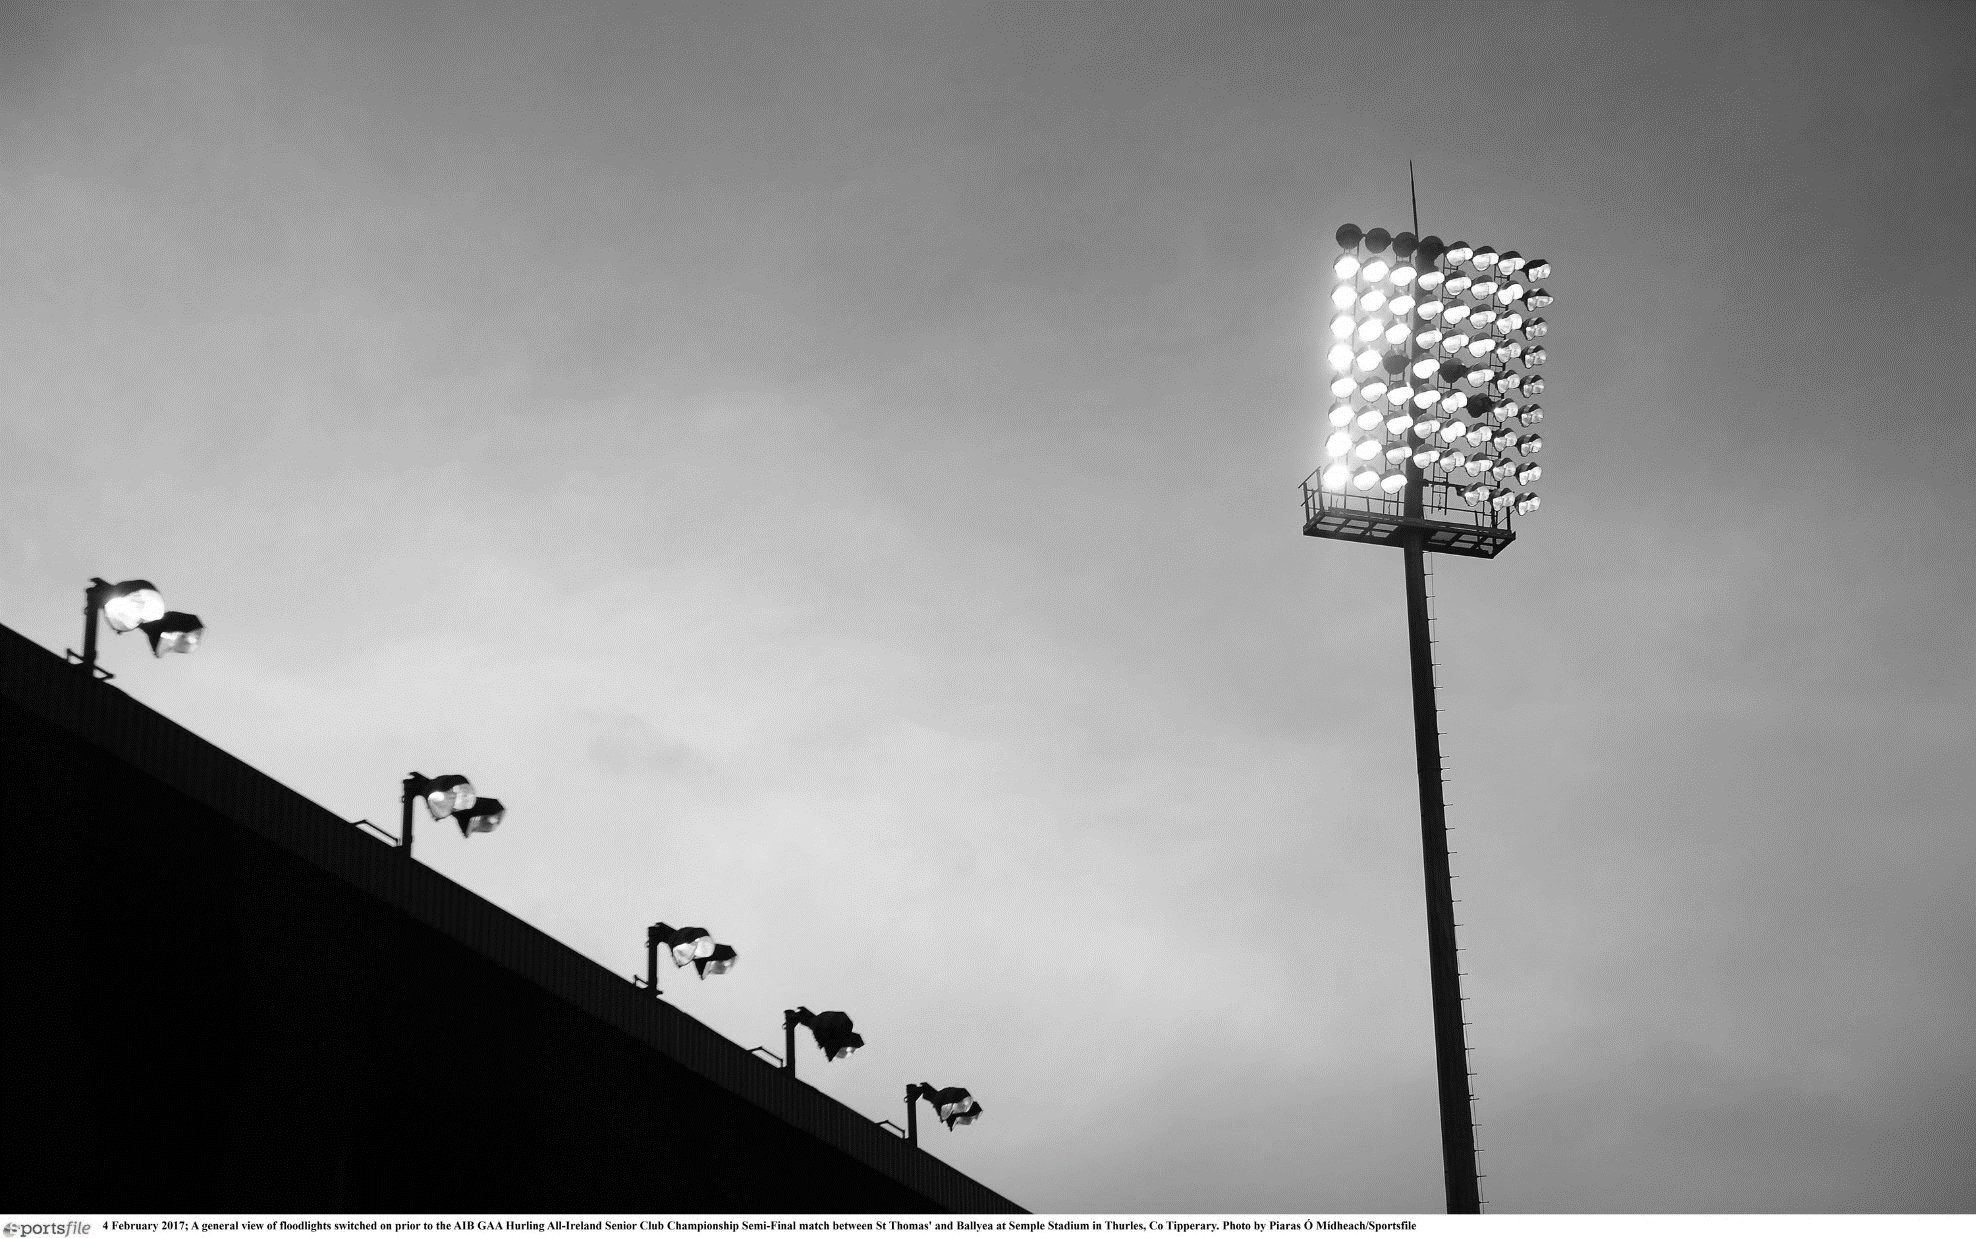 sportsfile 4 February 2017; A general view of floodlights switched on prior to the AIB GAA Hurling All-Ireland Senior Club Championship Semi-Final match between St Thomas' and Ballyea at Semple Stadium in Thurles, Co Tipperary. Photo by Piaras Ó Mídheach/Sportsfile